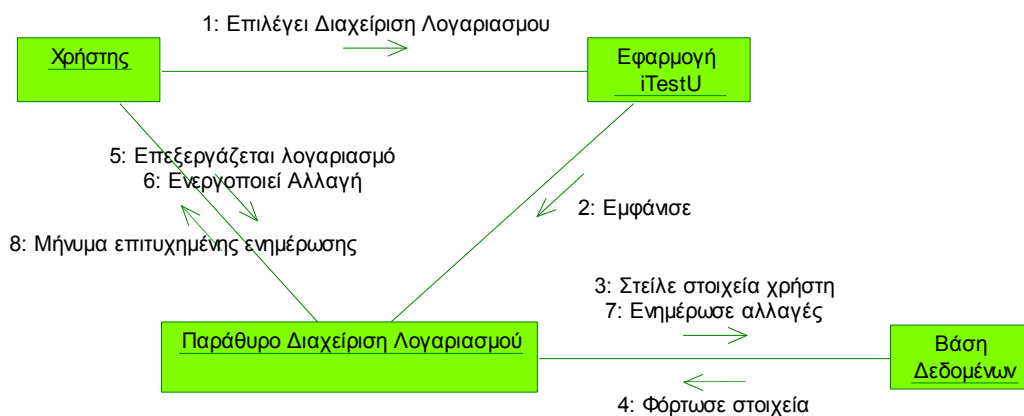 1: Επιλέγει Διαχείριση Λογαριασμου
Χρήστης
Εφαρμογή
iTestU
5: Επεξεργάζεται λογαριασμό
6: Ενεργοποιεί Αλλαγή
2: Εμφάνισε
8: Μήνυμα επιτυχημένης ενημέρωσης
3: Στείλε στοιχεία χρήστη
7: Ενημέρωσε αλλαγές
Παράθυρο Διαχείριση Λογαριασμού
Βάση
Δεδομένων
4: Φόρτωσε στοιχεία